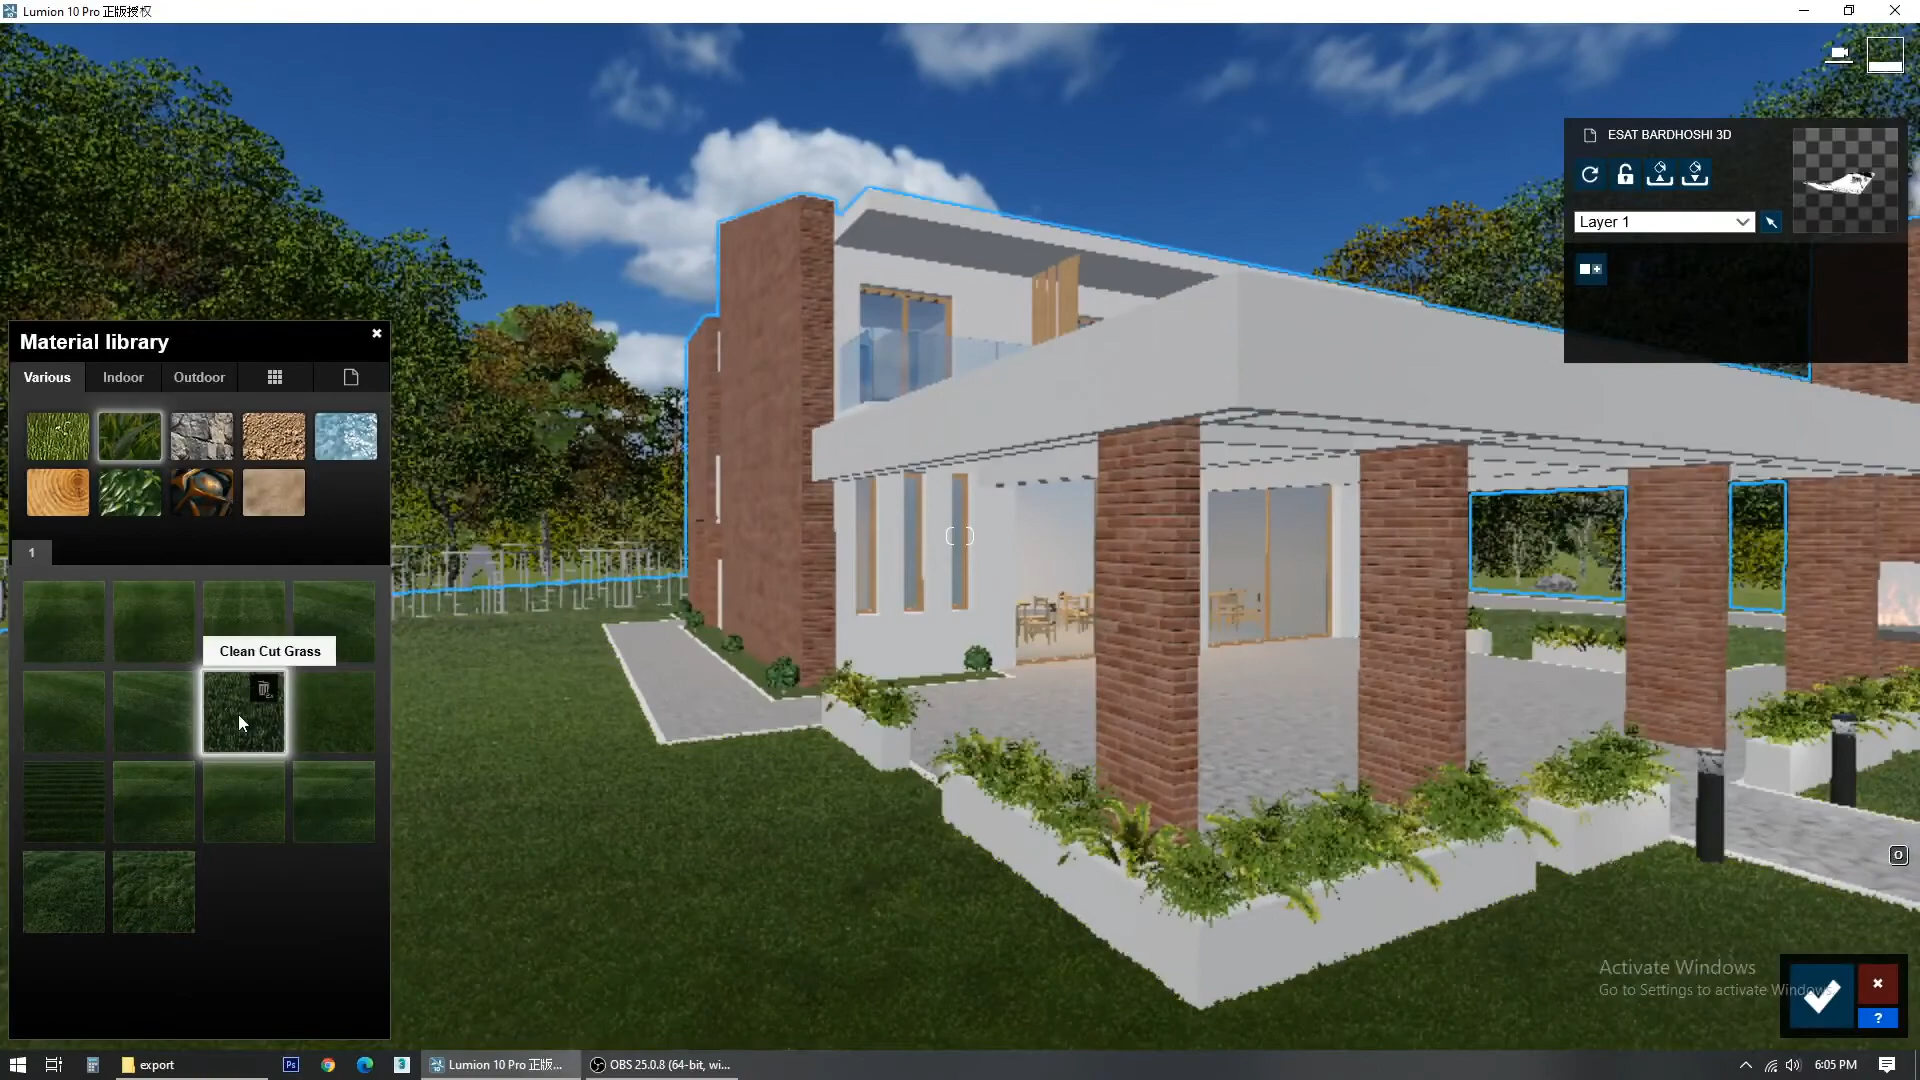 Lumion 10 Pro 正版授权
ESAT BARDHOSHI 3D
Layer 1
Material library
Various
Indoor
Outdoor
1
Clean Cut Grass
O
Activate Windows
Go to Settings to activate Windows.
?
export
Ps
3
Lumion 10 Pro 正版...
OBS 25.0.8 (64-bit, wi...
6:05 PM